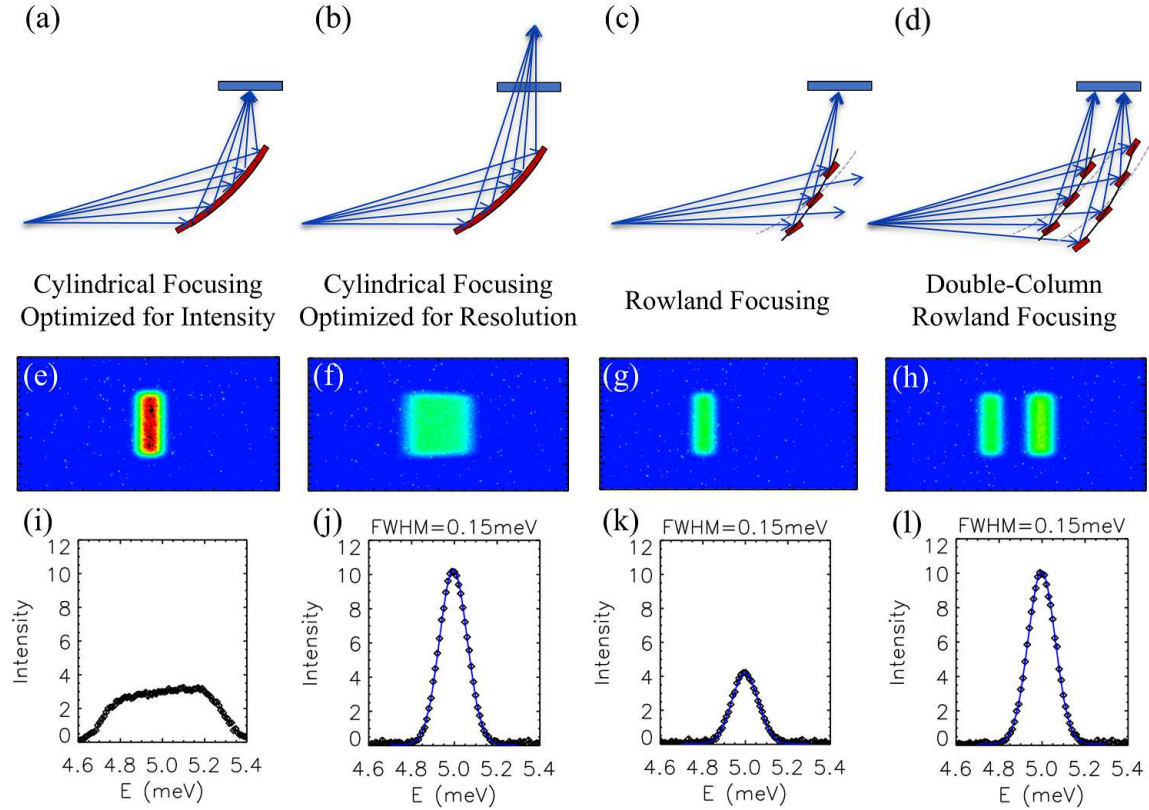 (a) (b) (c) (d)
Cylindrical Focusing
Optimized for Intensity
Cylindrical Focusing
Optimized for Resolution
Rowland Focusing
Double-Column
Rowland Focusing
(e) (f) (g) (h)
(i) (j) (k) (l)
FWHM=0.15meV FWHM=0.15meV FWHM=0.15meV
12 12 12 12
10 10 10 10
8 8 8 8
6 6 6 6
4 4 4 4
2 2 2 2
0 0 0 0
Intensity Intensity Intensity Intensity
4.6 4.8 5.0 5.2 5.4 4.6 4.8 5.0 5.2 5.4 4.6 4.8 5.0 5.2 5.4 4.6 4.8 5.0 5.2 5.4
E (meV) E (meV) E (meV) E (meV)